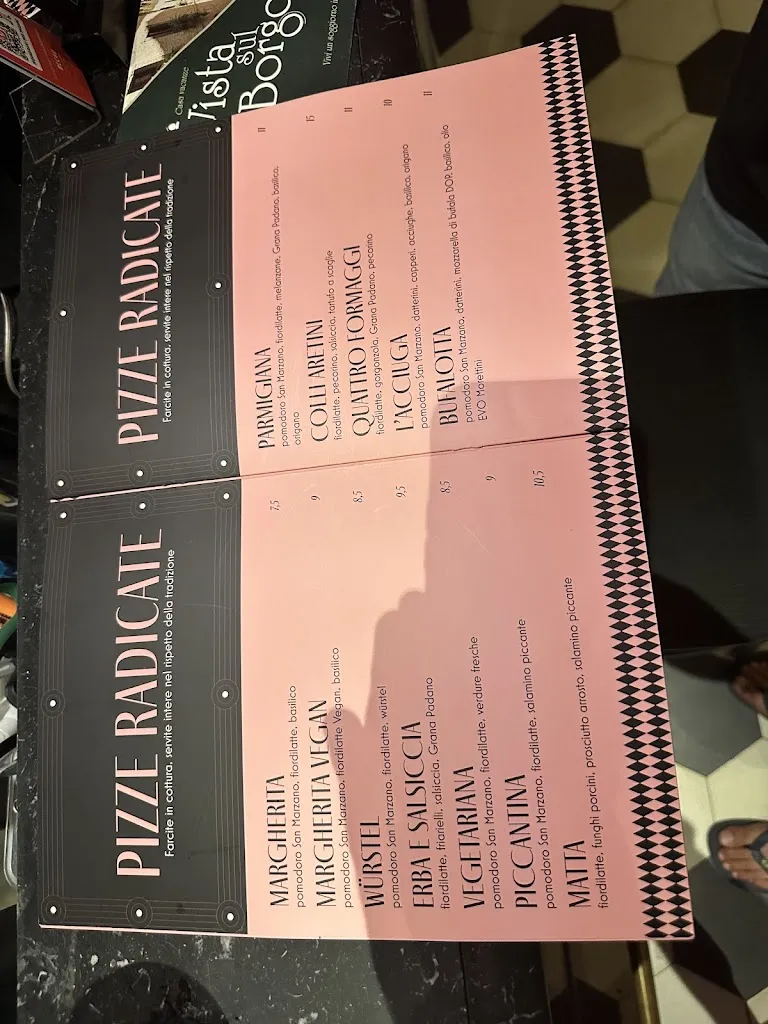 PIZZE RADICATE
Farcite in cottura, servite intere nel rispetto della tradizione
MARGHERITA 7,5
pomodoro San Marzano, fiordilatte, basilico
MARGHERITA VEGAN 9
pomodoro San Marzano, fiordilatte Vegan, basilico
WÜRSTEL 8,5
pomodoro San Marzano, fiordilatte, würstel
ERBA E SALSICCIA 9,5
fiordilatte, friarielli, salsiccia, Grana Padano
VEGETARIANA 8,5
pomodoro San Marzano, fiordilatte, verdure fresche
PICCANTINA 9
pomodoro San Marzano, fiordilatte, salamino piccante
MATTA 10,5
fiordilatte, funghi porcini, prosciutto arrosto, salamino piccante
PIZZE RADICATE
Farcite in cottura, servite intere nel rispetto della tradizione
PARMIGIANA 11
pomodoro San Marzano, fiordilatte, melanzane, Grana Padano, basilico,
origano
COLLI ARETINI 15
fiordilatte, pecorino, salsiccia, tartufo a scaglie
QUATTRO FORMAGGI 11
fiordilatte, gorgonzola, Grana Padano, pecorino
L'ACCIUGA 10
pomodoro San Marzano, datterini, capperi, acciughe, basilico, origano
BUFALOTTA 11
pomodoro San Marzano, datterini, mozzarella di bufala DOP, basilico, olio
EVO Morettini
Casa vacanze
Vista
sul
Borgo
Vivi un soggiorno